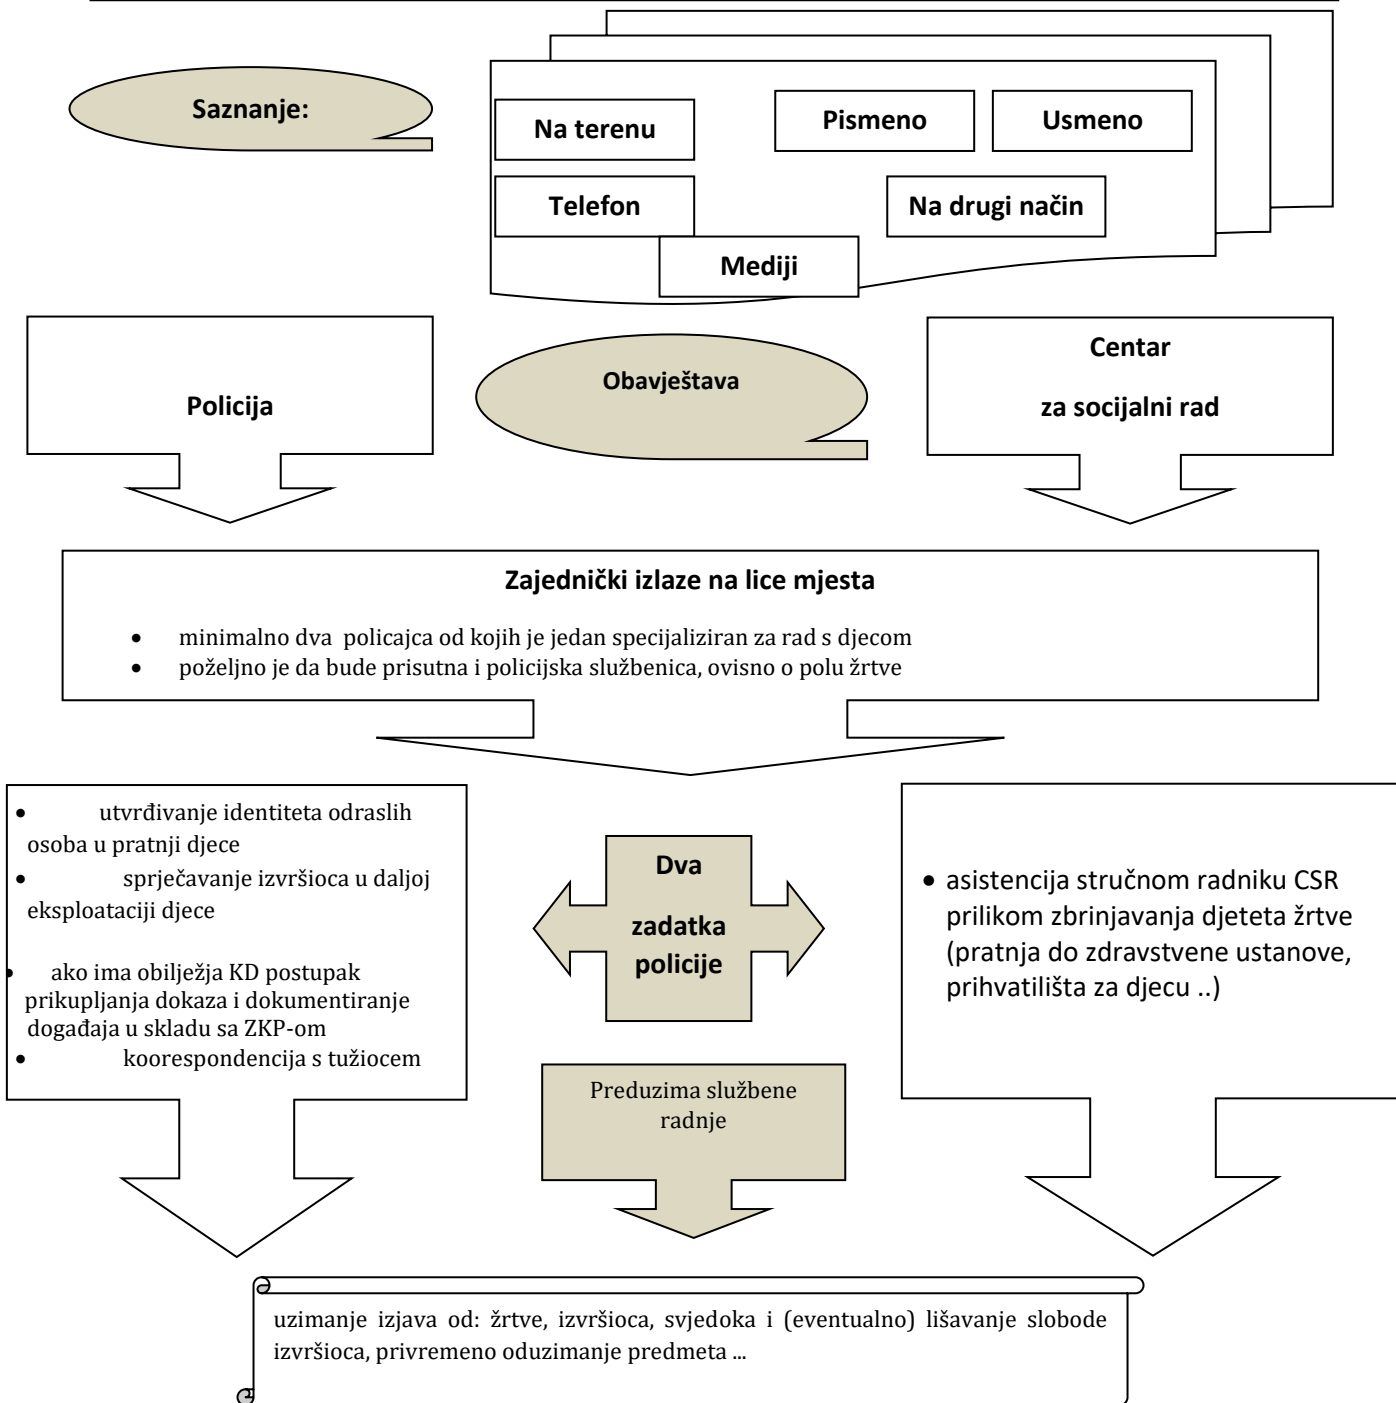 Saznanje:
Na terenu
Pismeno
Usmeno
Telefon
Na drugi način
Mediji
Policija
Obavještava
Centar
za socijalni rad
Zajednički izlaze na lice mjesta
• minimalno dva policajca od kojih je jedan specijaliziran za rad s djecom
• poželjno je da bude prisutna i policijska službenica, ovisno o polu žrtve
• utvrđivanje identiteta odraslih
osoba u pratnji djece
• sprječavanje izvršioca u daljoj
eksploataciji djece
• ako ima obilježja KD postupak
prikupljanja dokaza i dokumentiranje
događaja u skladu sa ZKP-om
• koorespondencija s tužiocem
Dva
zadatka
policije
• asistencija stručnom radniku CSR
prilikom zbrinjavanja djeteta žrtve
(pratnja do zdravstvene ustanove,
prihvatilišta za djecu ..)
Preduzima službene
radnje
uzimanje izjava od: žrtve, izvršioca, svjedoka i (eventualno) lišavanje slobode
izvršioca, privremeno oduzimanje predmeta ...